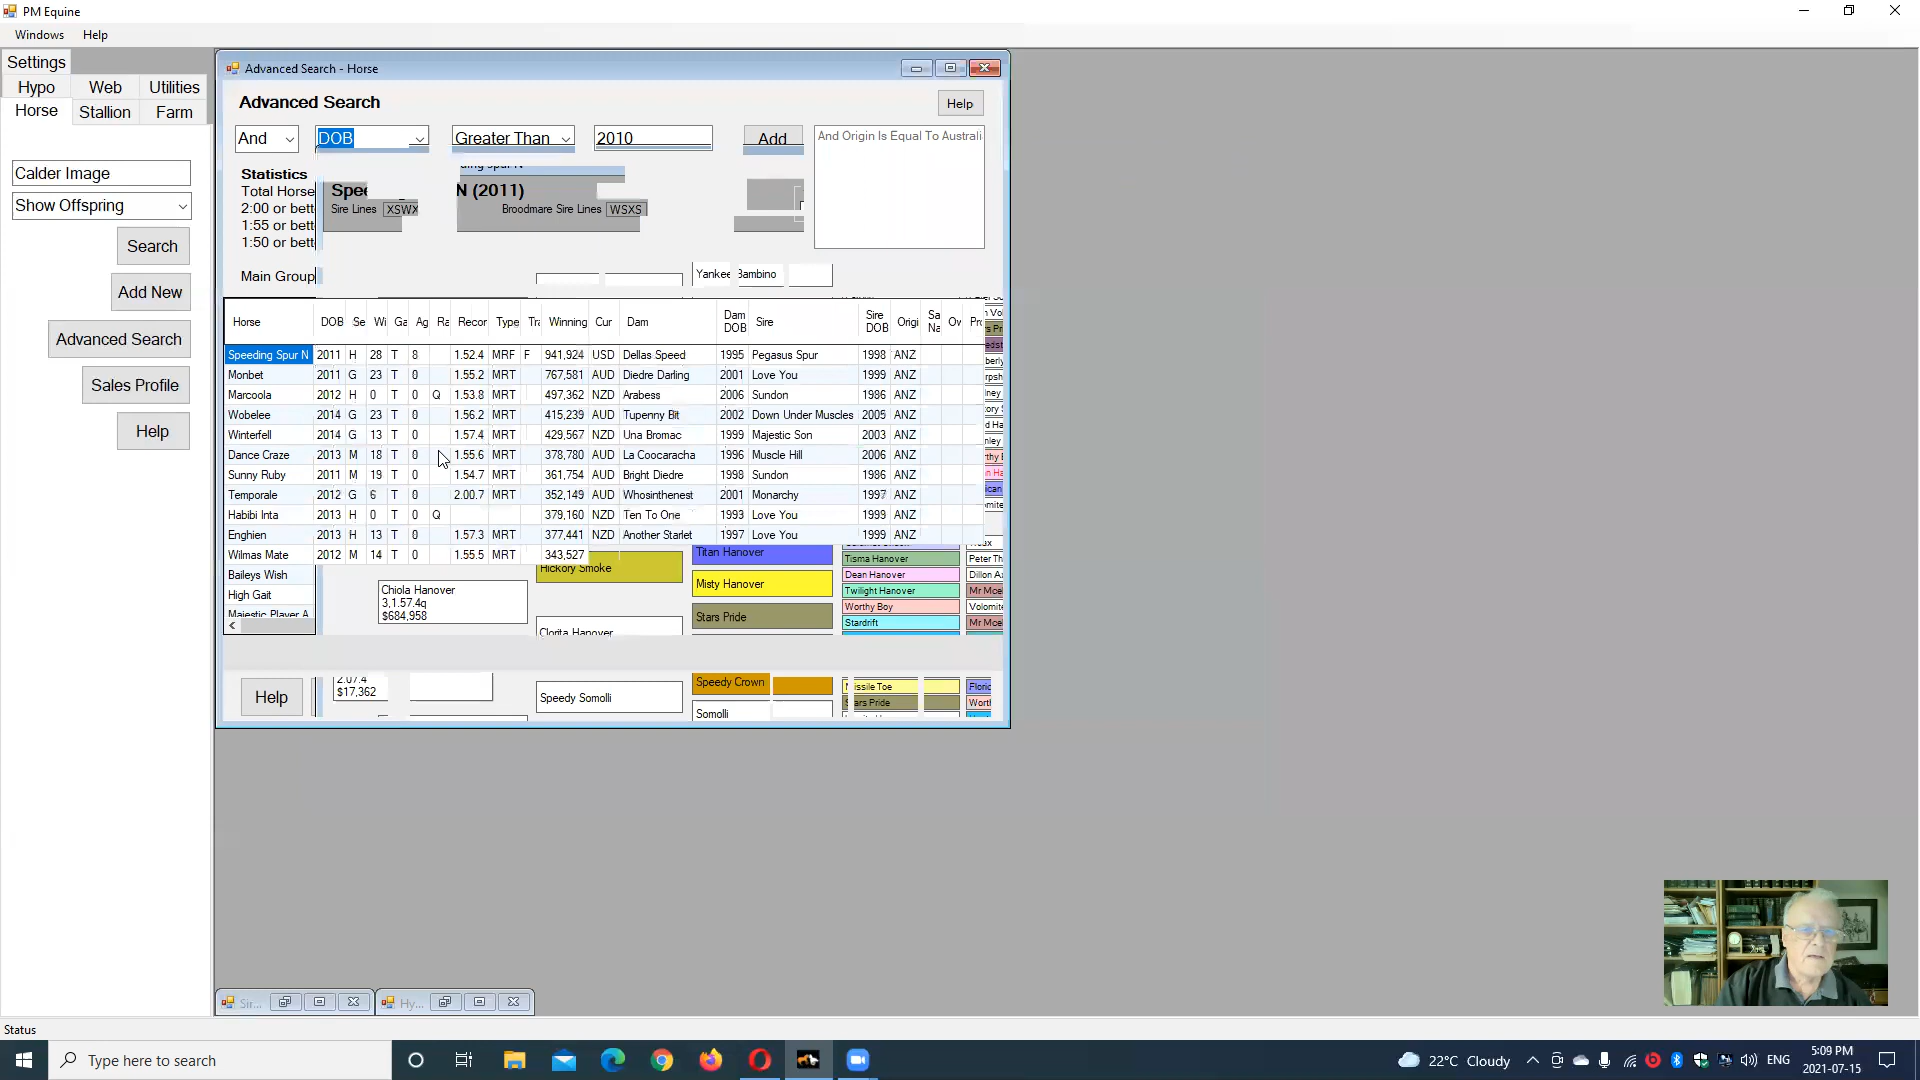 PM Equine
Windows Help
Settings
Hypo Web Utilities
Horse Stallion Farm
Calder Image
Show Offspring
Search
Add New
Advanced Search
Sales Profile
Help
Advanced Search - Horse
Advanced Search
Help
And DOB Greater Than 2010 Add
And Origin Is Equal To Australi
Statistics
Total Horse
2:00 or bett
1:55 or bett
1:50 or bett
Main Group
N (2011)
Sire Lines XSWX Broodmare Sire Lines WSXS
Yankee Bambino
Horse DOB Se Wi Ga Ag Ra Recor Type Tra Winning Cur Dam Dam DOB Sire Sire DOB Origi Sa Na Ow Pro
Speeding Spur N 2011 H 28 T 8 1.52.4 MRF F 941,924 USD Dellas Speed 1995 Pegasus Spur 1998 ANZ
Monbet 2011 G 23 T 0 1.55.2 MRT 767,581 AUD Diedre Darling 2001 Love You 1999 ANZ
Marcoola 2012 H 0 T 0 Q 1.53.8 MRT 497,362 NZD Arabess 2006 Sundon 1986 ANZ
Wobelee 2014 G 23 T 0 1.56.2 MRT 415,239 AUD Tupenny Bit 2002 Down Under Muscles 2005 ANZ
Winterfell 2014 G 13 T 0 1.57.4 MRT 429,567 NZD Una Bromac 1999 Majestic Son 2003 ANZ
Dance Craze 2013 M 18 T 0 1.55.6 MRT 378,780 AUD La Coocaracha 1996 Muscle Hill 2006 ANZ
Sunny Ruby 2011 M 19 T 0 1.54.7 MRT 361,754 AUD Bright Diedre 1998 Sundon 1986 ANZ
Temporale 2012 G 6 T 0 2.00.7 MRT 352,149 AUD Whosinthenest 2001 Monarchy 1997 ANZ
Habibi Inta 2013 H 0 T 0 Q 379,160 NZD Ten To One 1993 Love You 1999 ANZ
Enghien 2013 H 13 T 0 1.57.3 MRT 377,441 NZD Another Starlet 1997 Love You 1999 ANZ
Wilmas Mate 2012 M 14 T 0 1.55.5 MRT 343,527
Baileys Wish
High Gait
Majestic Player A
Chiola Hanover
3,1.57.4q
$684,958
Hickory Smoke
Clorita Hanover
Titan Hanover
Misty Hanover
Stars Pride
Tisma Hanover
Dean Hanover
Twilight Hanover
Worthy Boy
Stardrift
Peter Th
Dillon A
Mr Mcel
Volomite
Mr Mcel
Help
2.07.4
$17,362
Speedy Somolli
Speedy Crown
Somolli
Missile Toe
Stars Pride
Florid
Worth
Sir...
Hy...
Status
Type here to search
22°C Cloudy
ENG
5:09 PM
2021-07-15